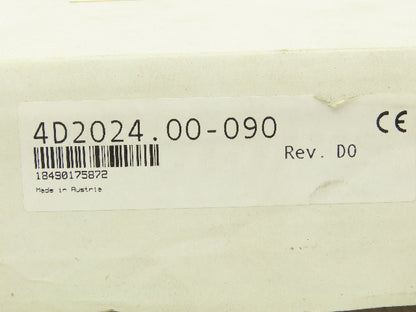 4D2024.00-090
CE
Rev. D0
18490175872
Made in Austria